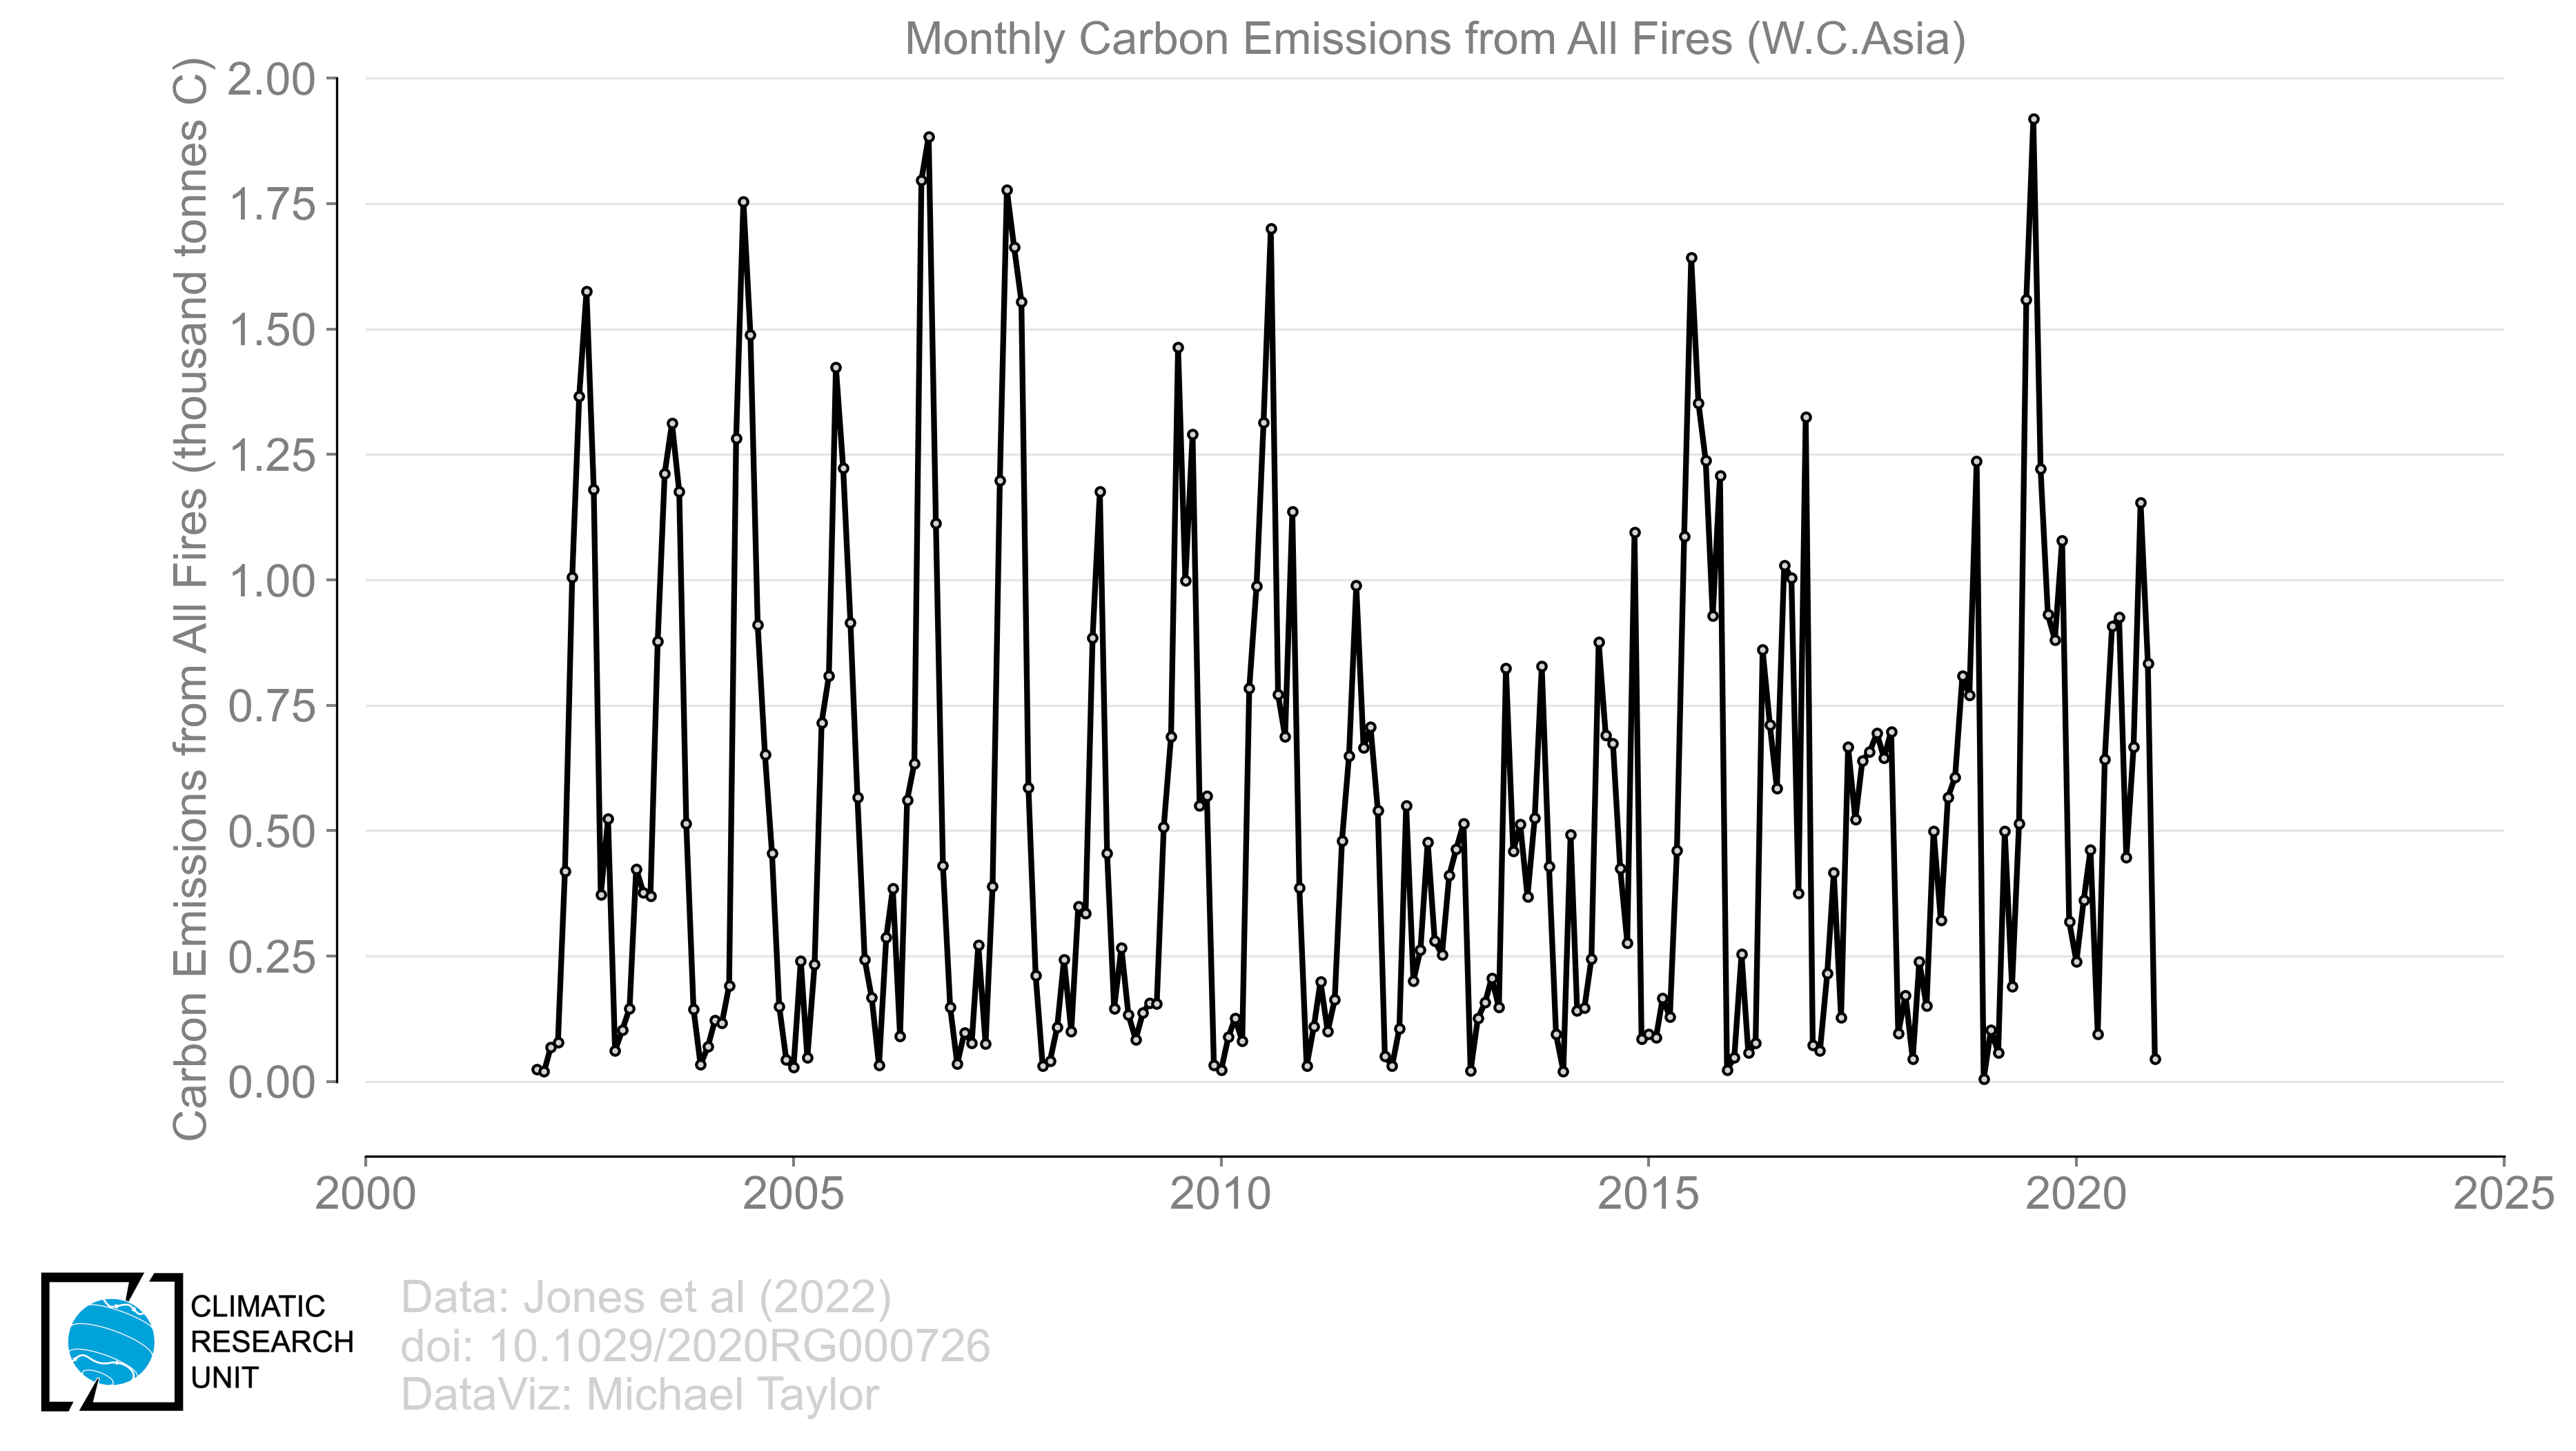 Monthly Carbon Emissions from All Fires (W.C.Asia)
Carbon Emissions from All Fires (thousand tonnes C)
2.00
1.75
1.50
1.25
1.00
0.75
0.50
0.25
0.00
2000 2005 2010 2015 2020 2025
CLIMATIC
RESEARCH
UNIT
Data: Jones et al (2022)
doi: 10.1029/2020RG000726
DataViz: Michael Taylor